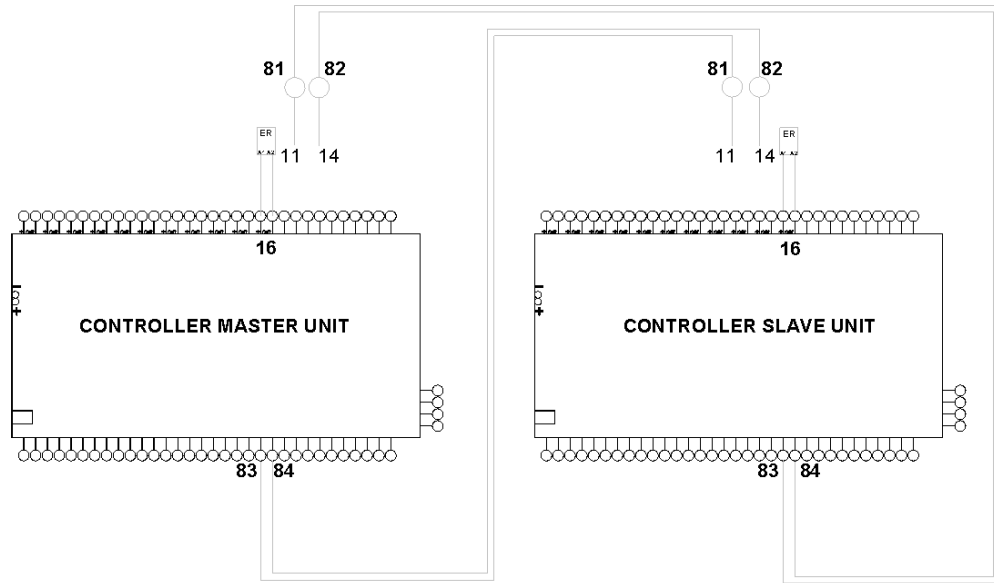 81 82 81 82
ER ER
11 14 11 14
16 16
-
-
+
+
CONTROLLER MASTER UNIT CONTROLLER SLAVE UNIT
83 84 83 84